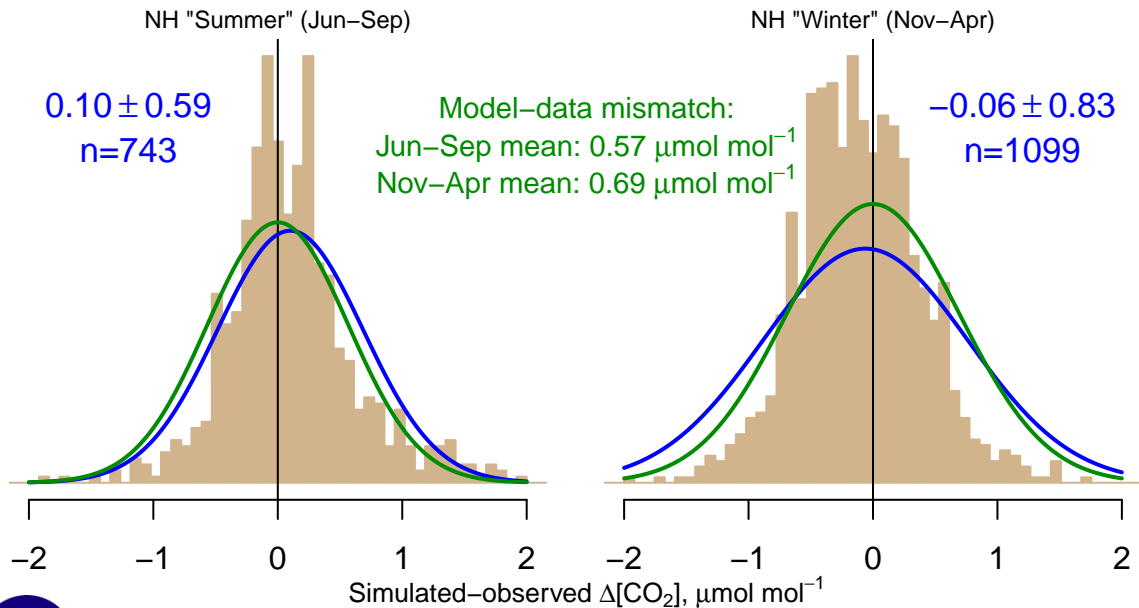 NH "Summer" (Jun−Sep)
NH "Winter" (Nov−Apr)
0.10 ± 0.59
n=743
Model−data mismatch:
Jun−Sep mean: 0.57 μmol mol⁻¹
Nov−Apr mean: 0.69 μmol mol⁻¹
−0.06 ± 0.83
n=1099
−2 −1 0 1 2
−2 −1 0 1 2
Simulated−observed Δ[CO₂], μmol mol⁻¹